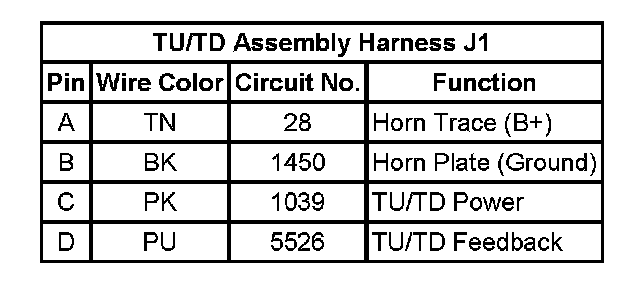 TU/TD Assembly Harness J1
Pin Wire Color Circuit No. Function
A TN 28 Horn Trace (B+)
B BK 1450 Horn Plate (Ground)
C PK 1039 TU/TD Power
D PU 5526 TU/TD Feedback